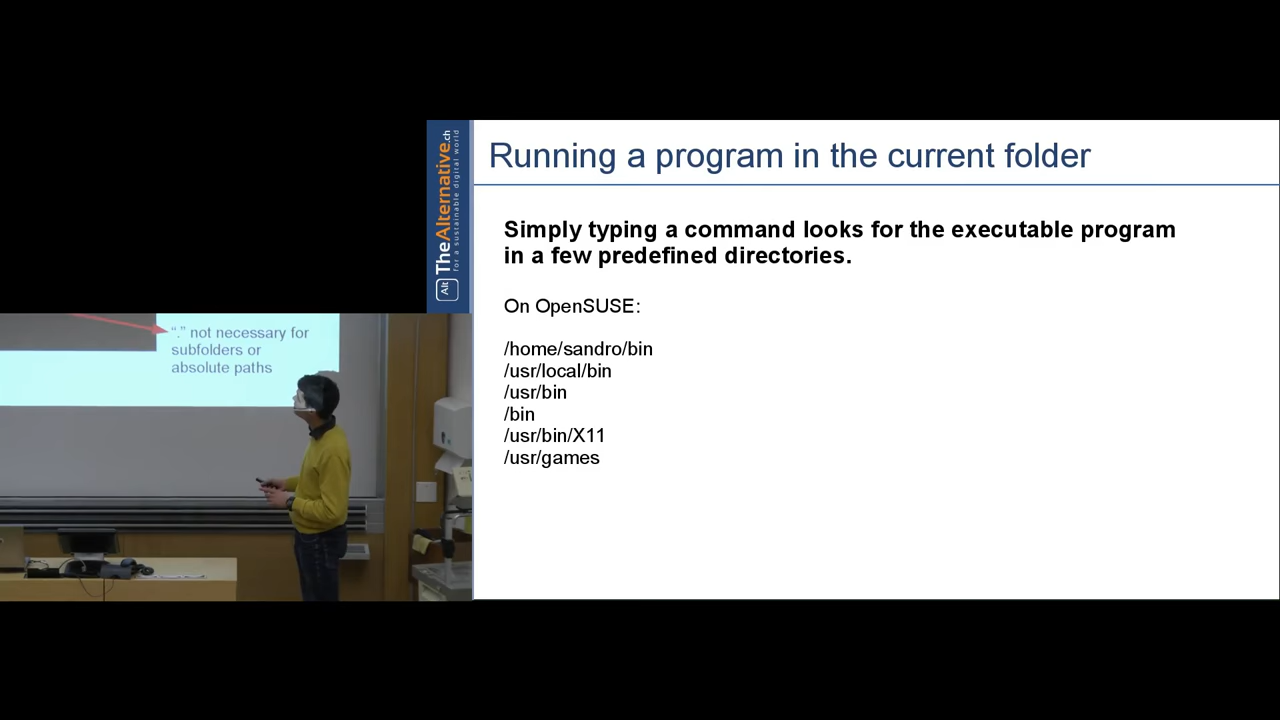 Alt TheAlternative.ch
for a sustainable digital world
Running a program in the current folder
Simply typing a command looks for the executable program
in a few predefined directories.
On OpenSUSE:
/home/sandro/bin
/usr/local/bin
/usr/bin
/bin
/usr/bin/X11
/usr/games
“.” not necessary for
subfolders or
absolute paths